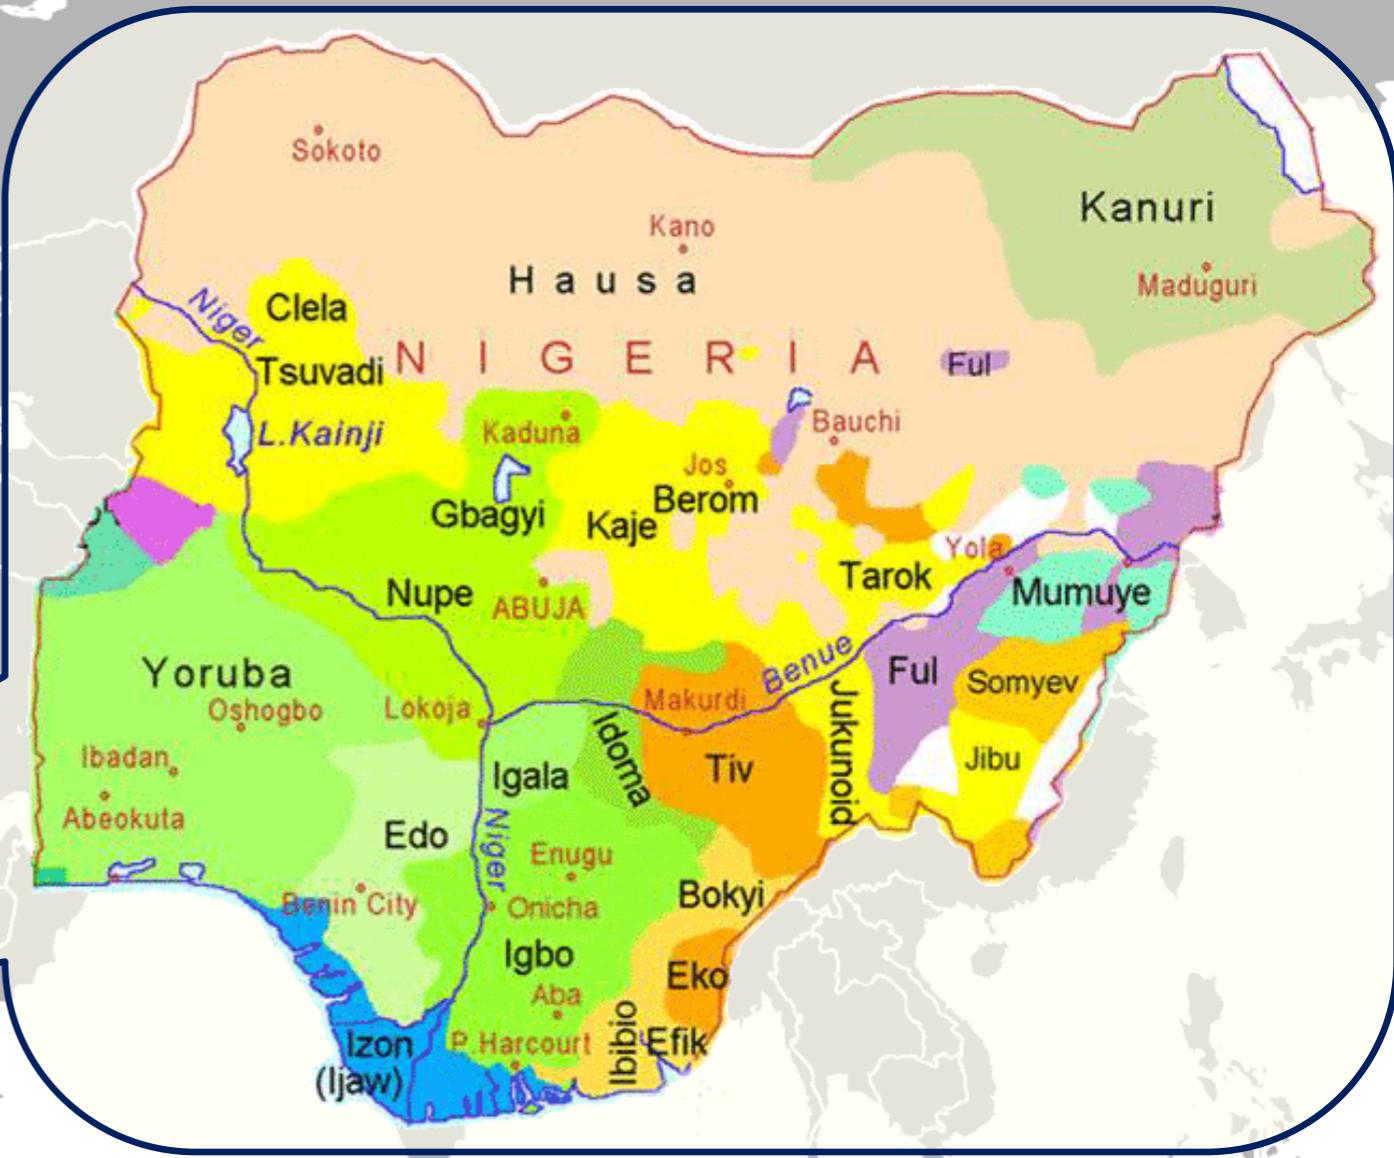 Sokoto
Kano
Kanuri
Hausa
Maduguri
Niger
Clela
NIGERIA
Ful
Tsuvadi
L.Kainji
Kaduna
Bauchi
Jos
Berom
Gbagyi
Kaje
Yola
Tarok
Mumuye
Nupe
ABUJA
Benue
Yoruba
Ful
Somyev
Oshogbo
Lokoja
Makurdi
Idoma
Jukunoid
Ibadan
Igala
Tiv
Jibu
Abeokuta
Edo
Niger
Enugu
Benin City
Onicha
Bokyi
Igbo
Eko
Aba
Izon
(Ijaw)
P.Harcourt
Ibibio
Efik